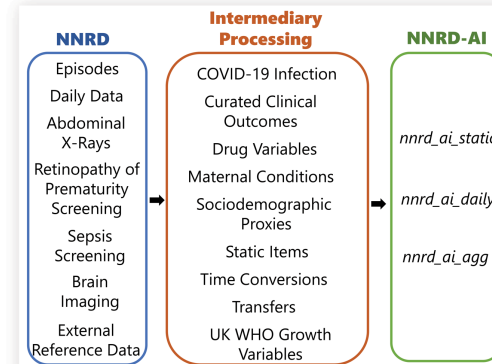 NNRD
Episodes
Daily Data
Abdominal
X-Rays
Retinopathy of
Prematurity
Screening
Sepsis
Screening
Brain
Imaging
External
Reference Data
Intermediary
Processing
COVID-19 Infection
Curated Clinical
Outcomes
Drug Variables
Maternal Conditions
Sociodemographic
Proxies
Static Items
Time Conversions
Transfers
UK WHO Growth
Variables
NNRD-AI
nnrd_ai_static
nnrd_ai_daily
nnrd_ai_agg